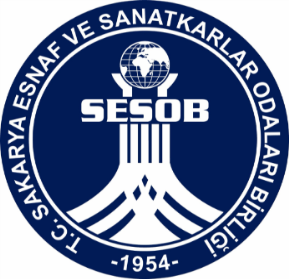 T.C. SAKARYA ESNAF VE SANATKARLAR ODALARI BİRLİĞİ
SESOB
-1954-